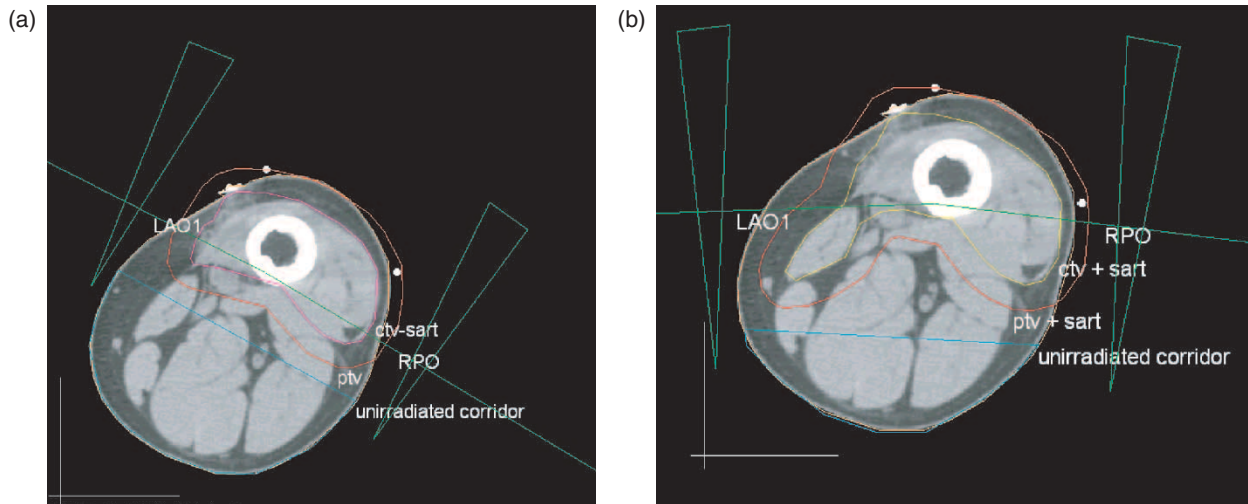 (a)
LAO1
ctv-sart
RPO
ptv
unirradiated corridor
(b)
LAO1
RPO
ctv + sart
ptv + sart
unirradiated corridor